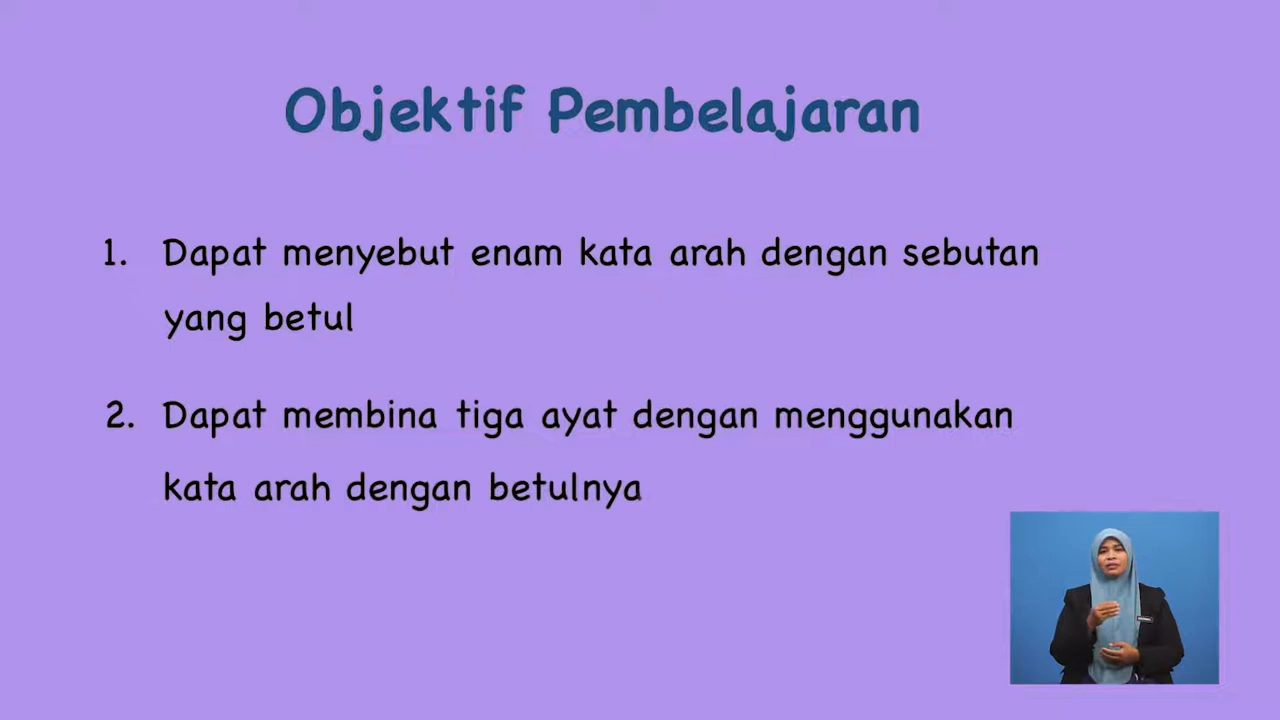 Objektif Pembelajaran
1. Dapat menyebut enam kata arah dengan sebutan
yang betul
2. Dapat membina tiga ayat dengan menggunakan
kata arah dengan betulnya